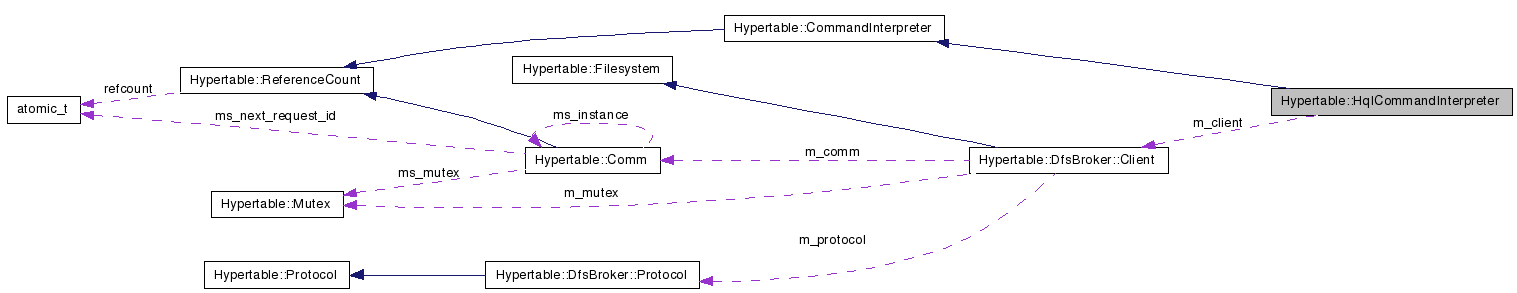 Hypertable::CommandInterpreter
Hypertable::Filesystem
Hypertable::ReferenceCount
refcount
Hypertable::HqlCommandInterpreter
atomic_t
ms_next_request_id
ms_instance
m_client
m_comm
Hypertable::Comm
Hypertable::DfsBroker::Client
ms_mutex
m_mutex
Hypertable::Mutex
m_protocol
Hypertable::Protocol
Hypertable::DfsBroker::Protocol